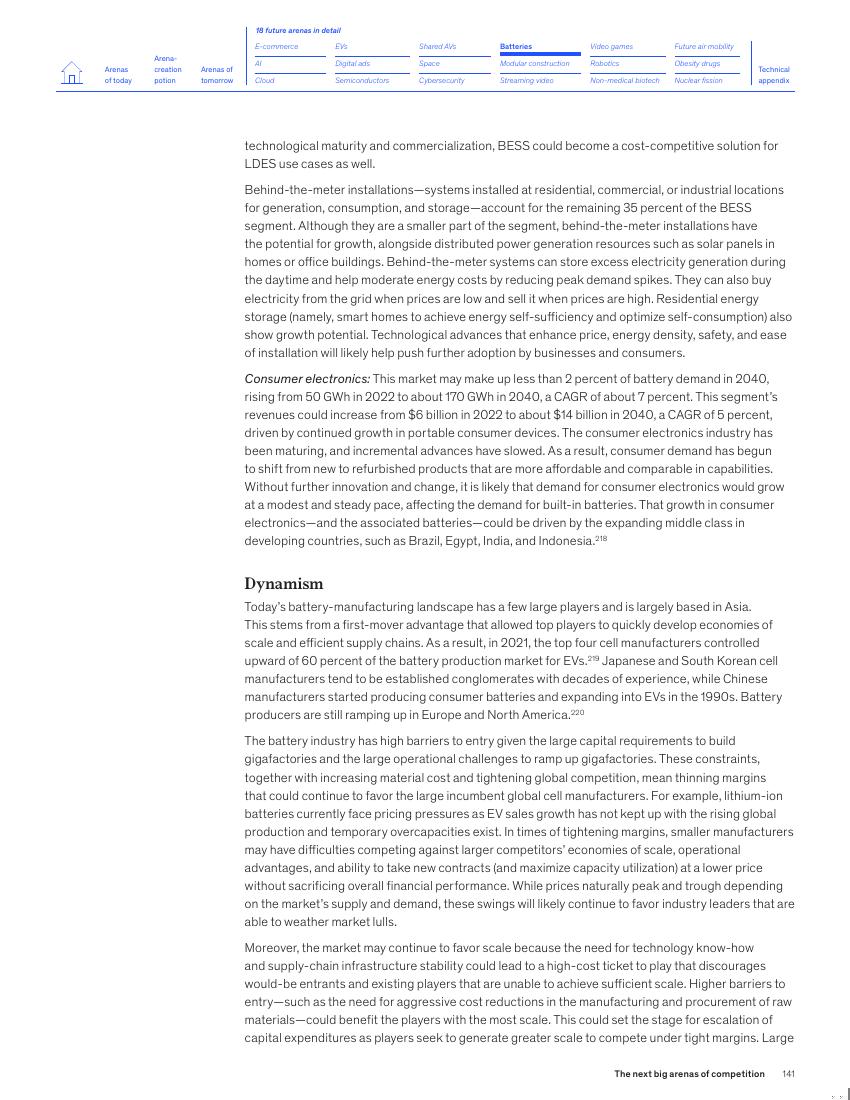 18 future arenas in detail
E-commerce EVs Shared AVs Batteries Video games Future air mobility
Arenas of today
Arena-creation potion
Arenas of tomorrow
AI Digital ads Space Modular construction Robotics Obesity drugs
Cloud Semiconductors Cybersecurity Streaming video Non-medical biotech Nuclear fission
Technical appendix
technological maturity and commercialization, BESS could become a cost-competitive solution for
LDES use cases as well.
Behind-the-meter installations—systems installed at residential, commercial, or industrial locations
for generation, consumption, and storage—account for the remaining 35 percent of the BESS
segment. Although they are a smaller part of the segment, behind-the-meter installations have
the potential for growth, alongside distributed power generation resources such as solar panels in
homes or office buildings. Behind-the-meter systems can store excess electricity generation during
the daytime and help moderate energy costs by reducing peak demand spikes. They can also buy
electricity from the grid when prices are low and sell it when prices are high. Residential energy
storage (namely, smart homes to achieve energy self-sufficiency and optimize self-consumption) also
show growth potential. Technological advances that enhance price, energy density, safety, and ease
of installation will likely help push further adoption by businesses and consumers.
Consumer electronics: This market may make up less than 2 percent of battery demand in 2040,
rising from 50 GWh in 2022 to about 170 GWh in 2040, a CAGR of about 7 percent. This segment's
revenues could increase from $6 billion in 2022 to about $14 billion in 2040, a CAGR of 5 percent,
driven by continued growth in portable consumer devices. The consumer electronics industry has
been maturing, and incremental advances have slowed. As a result, consumer demand has begun
to shift from new to refurbished products that are more affordable and comparable in capabilities.
Without further innovation and change, it is likely that demand for consumer electronics would grow
at a modest and steady pace, affecting the demand for built-in batteries. That growth in consumer
electronics—and the associated batteries—could be driven by the expanding middle class in
developing countries, such as Brazil, Egypt, India, and Indonesia.218
Dynamism
Today's battery-manufacturing landscape has a few large players and is largely based in Asia.
This stems from a first-mover advantage that allowed top players to quickly develop economies of
scale and efficient supply chains. As a result, in 2021, the top four cell manufacturers controlled
upward of 60 percent of the battery production market for EVs.219 Japanese and South Korean cell
manufacturers tend to be established conglomerates with decades of experience, while Chinese
manufacturers started producing consumer batteries and expanding into EVs in the 1990s. Battery
producers are still ramping up in Europe and North America.220
The battery industry has high barriers to entry given the large capital requirements to build
gigafactories and the large operational challenges to ramp up gigafactories. These constraints,
together with increasing material cost and tightening global competition, mean thinning margins
that could continue to favor the large incumbent global cell manufacturers. For example, lithium-ion
batteries currently face pricing pressures as EV sales growth has not kept up with the rising global
production and temporary overcapacities exist. In times of tightening margins, smaller manufacturers
may have difficulties competing against larger competitors' economies of scale, operational
advantages, and ability to take new contracts (and maximize capacity utilization) at a lower price
without sacrificing overall financial performance. While prices naturally peak and trough depending
on the market's supply and demand, these swings will likely continue to favor industry leaders that are
able to weather market lulls.
Moreover, the market may continue to favor scale because the need for technology know-how
and supply-chain infrastructure stability could lead to a high-cost ticket to play that discourages
would-be entrants and existing players that are unable to achieve sufficient scale. Higher barriers to
entry—such as the need for aggressive cost reductions in the manufacturing and procurement of raw
materials—could benefit the players with the most scale. This could set the stage for escalation of
capital expenditures as players seek to generate greater scale to compete under tight margins. Large
The next big arenas of competition 141